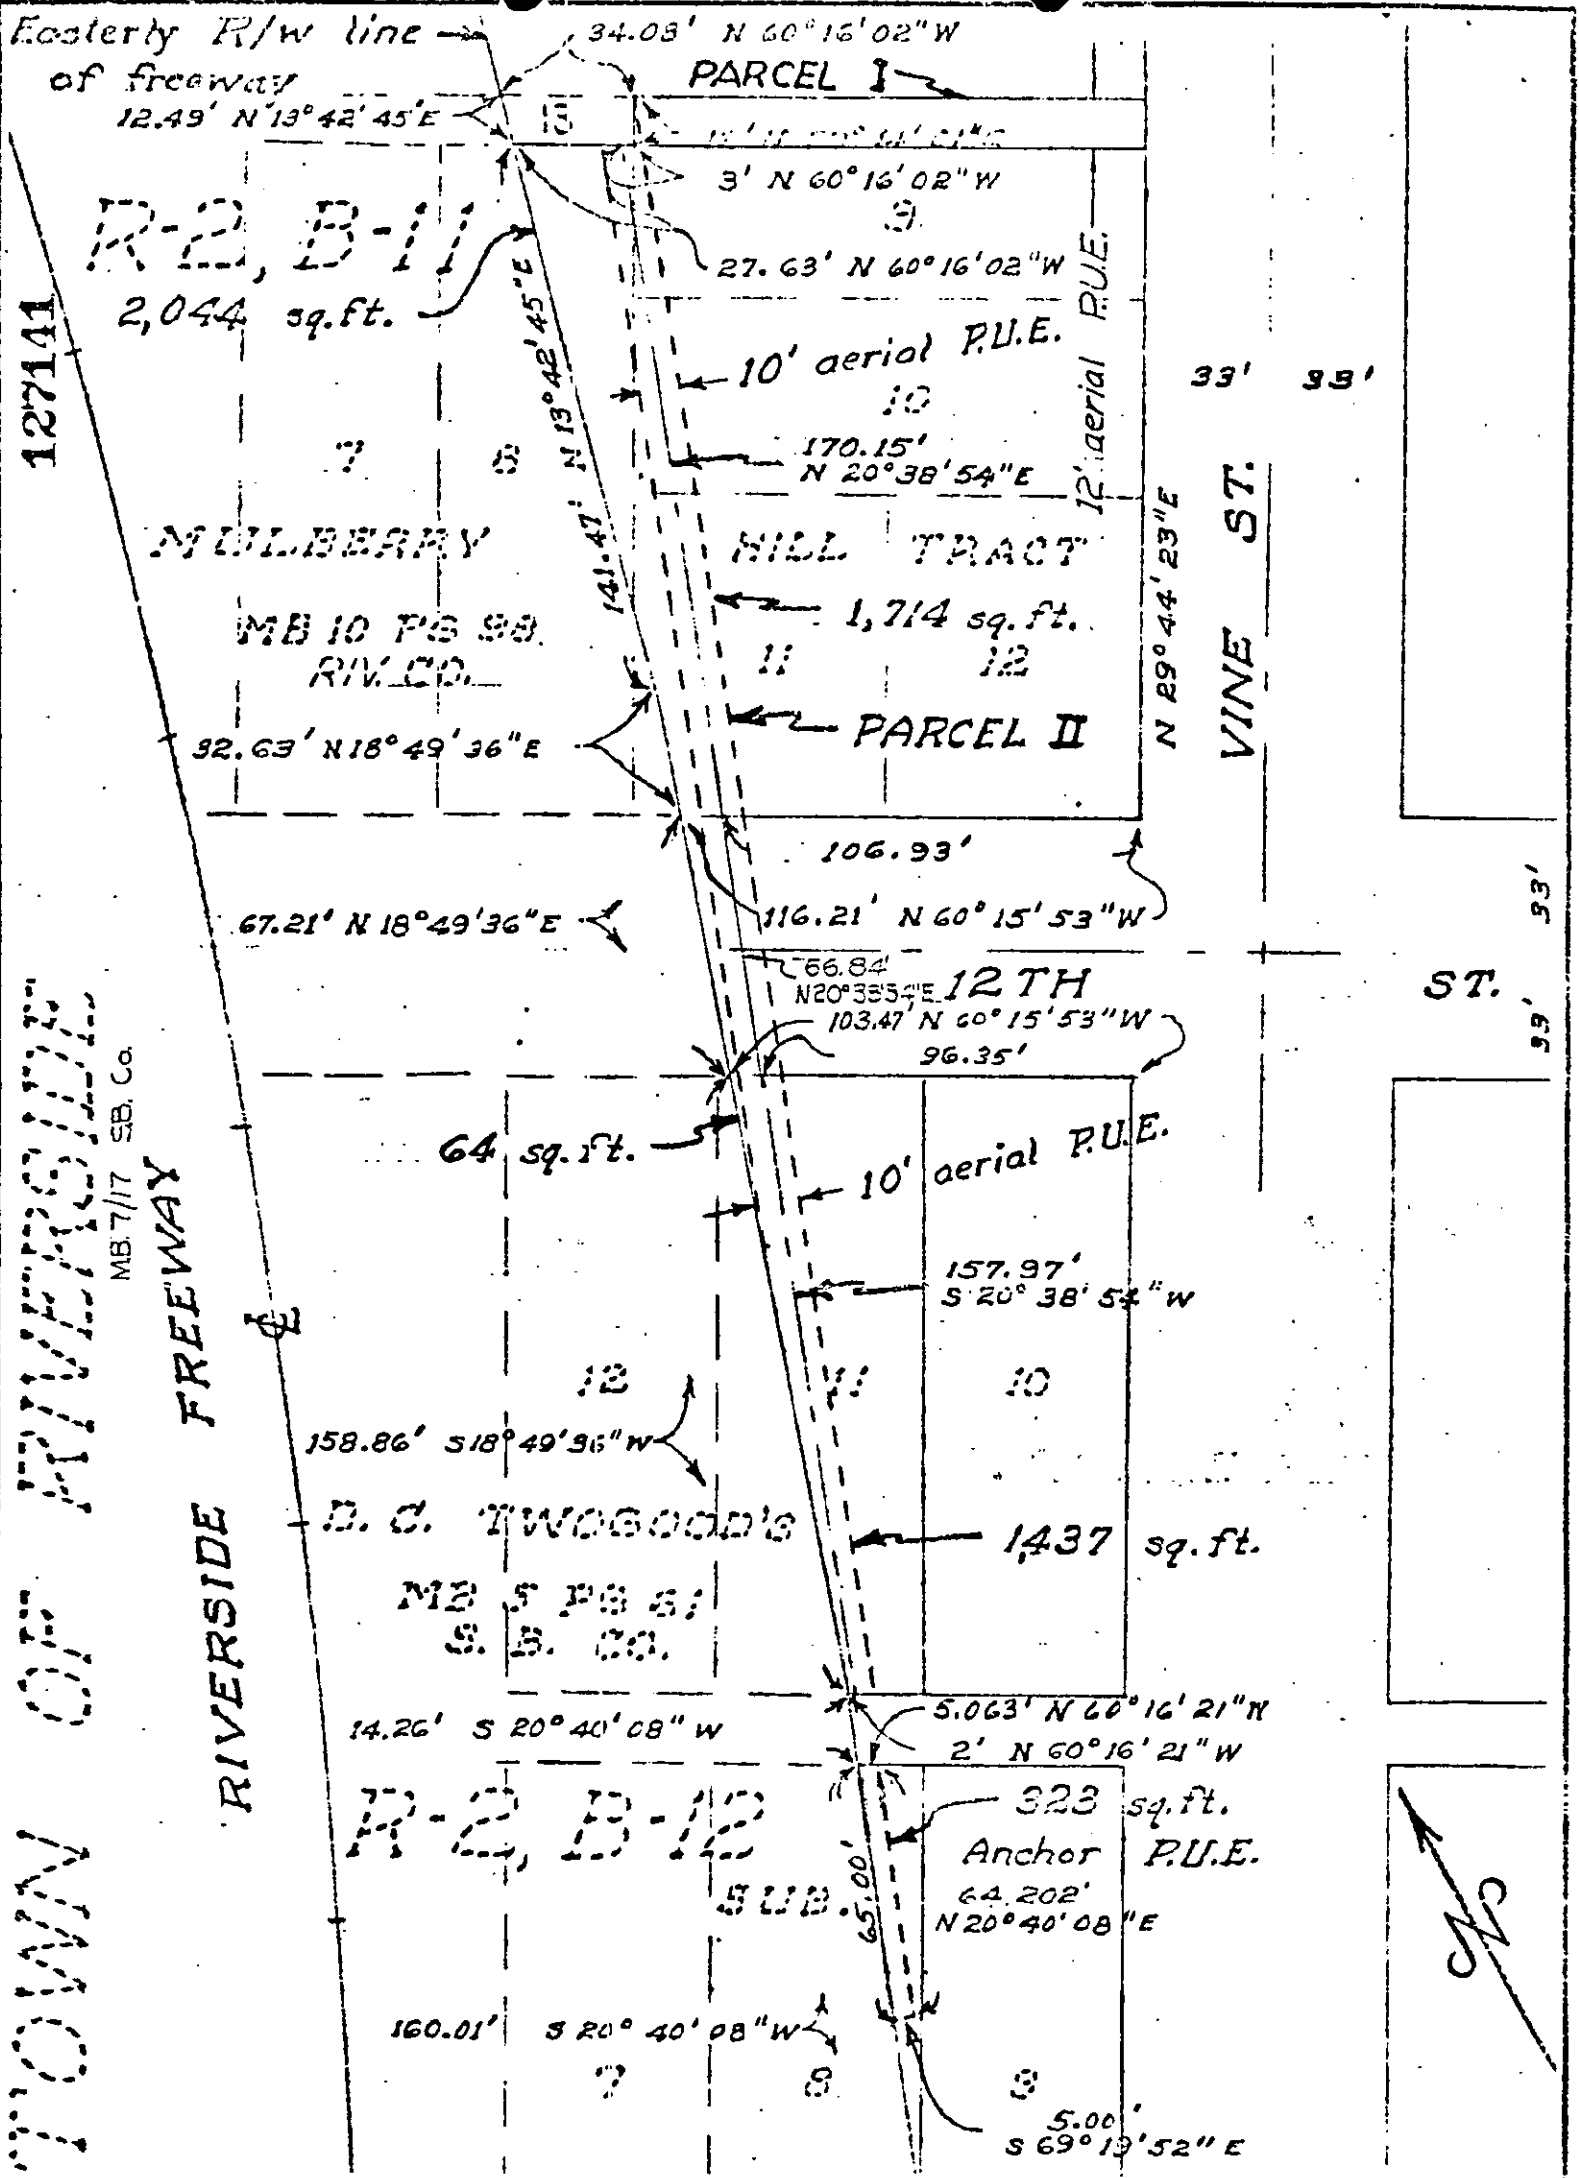 Easterly R/W line
of freeway
34.08' N 60°16'02"W
PARCEL I
12.49' N 13°42'45"E
3' N 60°16'02"W
9
27.63' N 60°16'02"W
R-2, B-11
2,044 sq.ft.
127141
N 13°42'45"E
141.47'
10' aerial P.U.E.
10
12' aerial P.U.E.
33' 33'
170.15'
N 20°38'54"E
7 8
MULBERRY HILL TRACT
MB 10 PG 98
RIV. CO.
1,714 sq.ft.
11 12
N 29°44'23"E
VINE ST.
PARCEL II
32.63' N 18°49'36"E
106.93'
116.21' N 60°15'53"W
67.21' N 18°49'36"E
66.84'
N20°38'54"E
12TH ST.
33'
33'
103.47' N 60°15'53"W
96.35'
64 sq.ft.
10' aerial P.U.E.
157.97'
S 20°38'54"W
12 11 10
158.86' S 18°49'36"W
D. C. TWOGOOD'S
MB 5 PG 61
S. B. CO.
1,437 sq.ft.
TOWN OF RIVERSIDE
MB. 7/17 S.B. Co.
RIVERSIDE FREEWAY
5.063' N 60°16'21"W
14.26' S 20°40'08"W
2' N 60°16'21"W
R-2, B-12
SUB.
323 sq.ft.
Anchor P.U.E.
64.202'
N 20°40'08"E
65.00'
160.01' S 20°40'08"W
7 8 9
5.00'
S 69°19'52"E
N